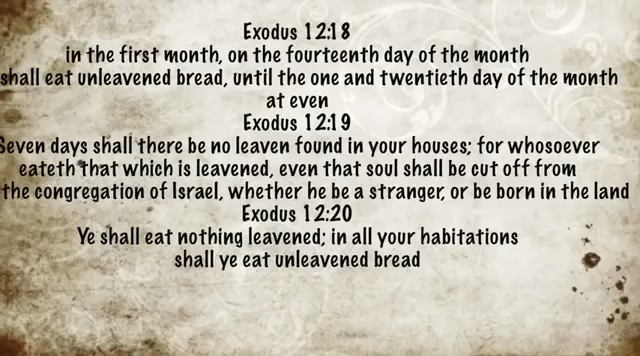 Exodus 12:18
in the first month, on the fourteenth day of the month
shall eat unleavened bread, until the one and twentieth day of the month
at even
Exodus 12:19
Seven days shall there be no leaven found in your houses; for whosoever
eateth that which is leavened, even that soul shall be cut off from
the congregation of Israel, whether he be a stranger, or be born in the land
Exodus 12:20
Ye shall eat nothing leavened; in all your habitations
shall ye eat unleavened bread